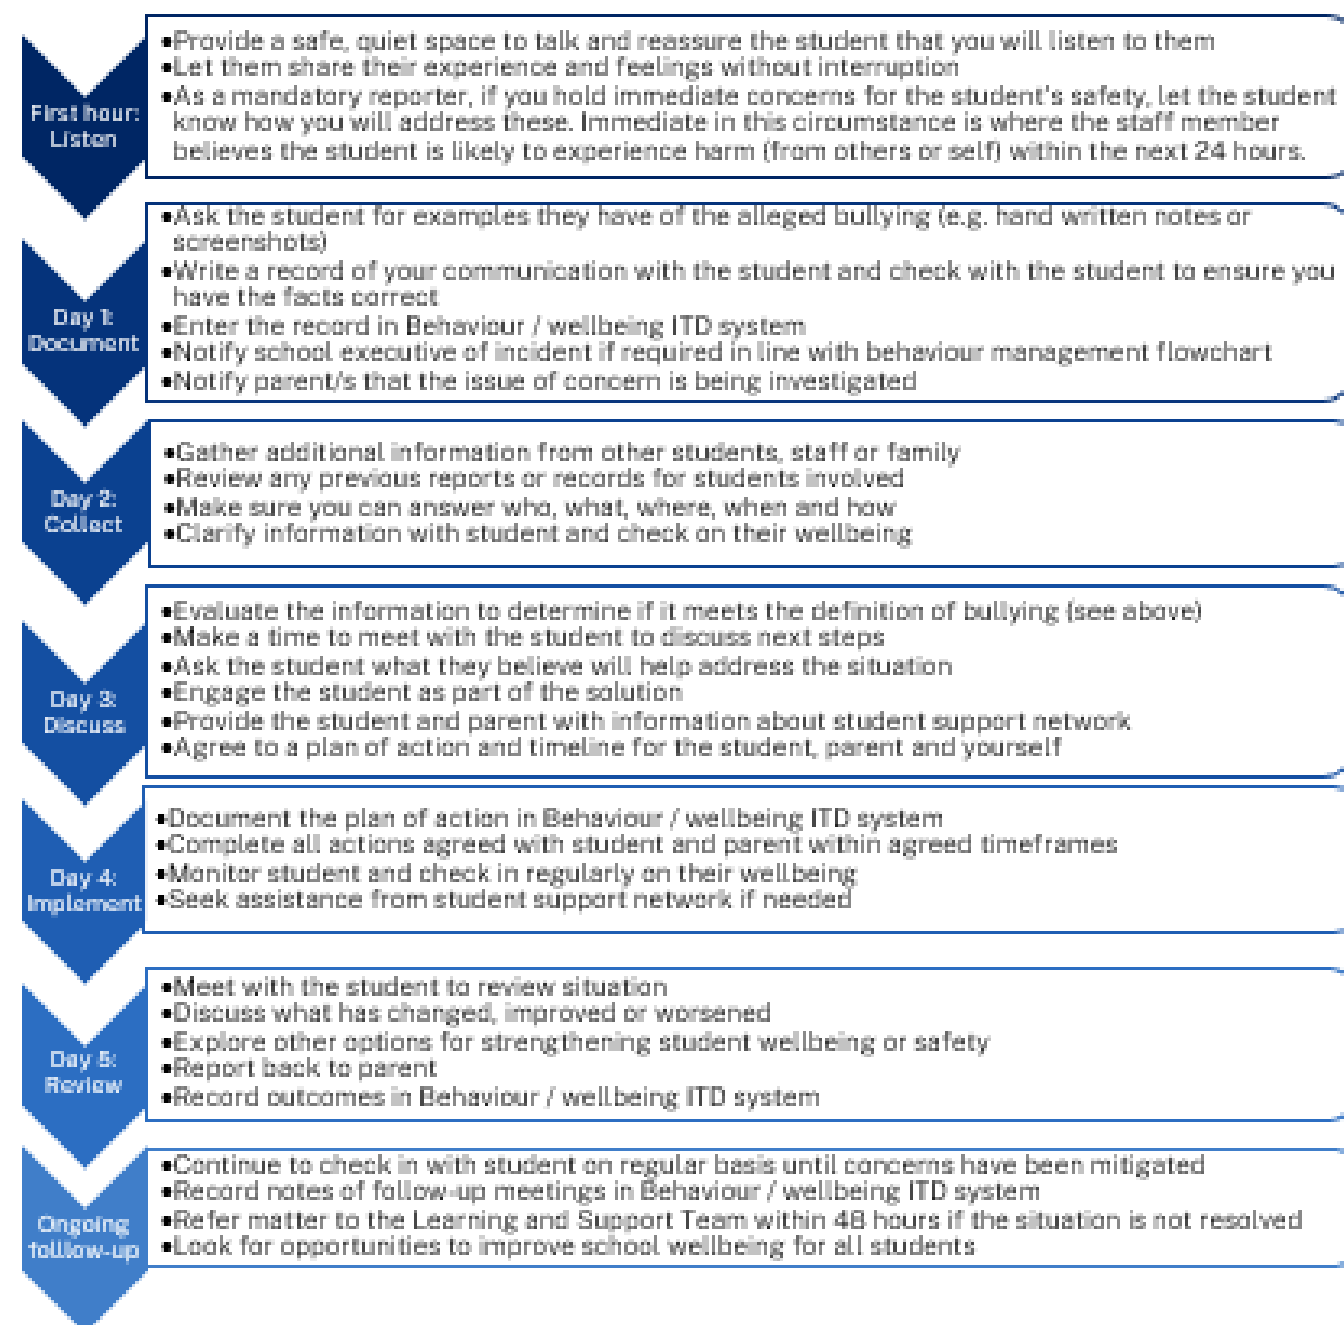 First hour:
Listen
•Provide a safe, quiet space to talk and reassure the student that you will listen to them
•Let them share their experience and feelings without interruption
•As a mandatory reporter, if you hold immediate concerns for the student's safety, let the student
know how you will address these. Immediate in this circumstance is where the staff member
believes the student is likely to experience harm (from others or self) within the next 24 hours.
Day 1:
Document
•Ask the student for examples they have of the alleged bullying (e.g. hand written notes or
screenshots)
•Write a record of your communication with the student and check with the student to ensure you
have the facts correct
•Enter the record in Behaviour / wellbeing ITD system
•Notify school executive of incident if required in line with behaviour management flowchart
•Notify parent/s that the issue of concern is being investigated
Day 2:
Collect
•Gather additional information from other students, staff or family
•Review any previous reports or records for students involved
•Make sure you can answer who, what, where, when and how
•Clarify information with student and check on their wellbeing
Day 3:
Discuss
•Evaluate the information to determine if it meets the definition of bullying (see above)
•Make a time to meet with the student to discuss next steps
•Ask the student what they believe will help address the situation
•Engage the student as part of the solution
•Provide the student and parent with information about student support network
•Agree to a plan of action and timeline for the student, parent and yourself
Day 4:
Implement
•Document the plan of action in Behaviour / wellbeing ITD system
•Complete all actions agreed with student and parent within agreed timeframes
•Monitor student and check in regularly on their wellbeing
•Seek assistance from student support network if needed
Day 5:
Review
•Meet with the student to review situation
•Discuss what has changed, improved or worsened
•Explore other options for strengthening student wellbeing or safety
•Report back to parent
•Record outcomes in Behaviour / wellbeing ITD system
Ongoing
folllow-up
•Continue to check in with student on regular basis until concerns have been mitigated
•Record notes of follow-up meetings in Behaviour / wellbeing ITD system
•Refer matter to the Learning and Support Team within 48 hours if the situation is not resolved
•Look for opportunities to improve school wellbeing for all students